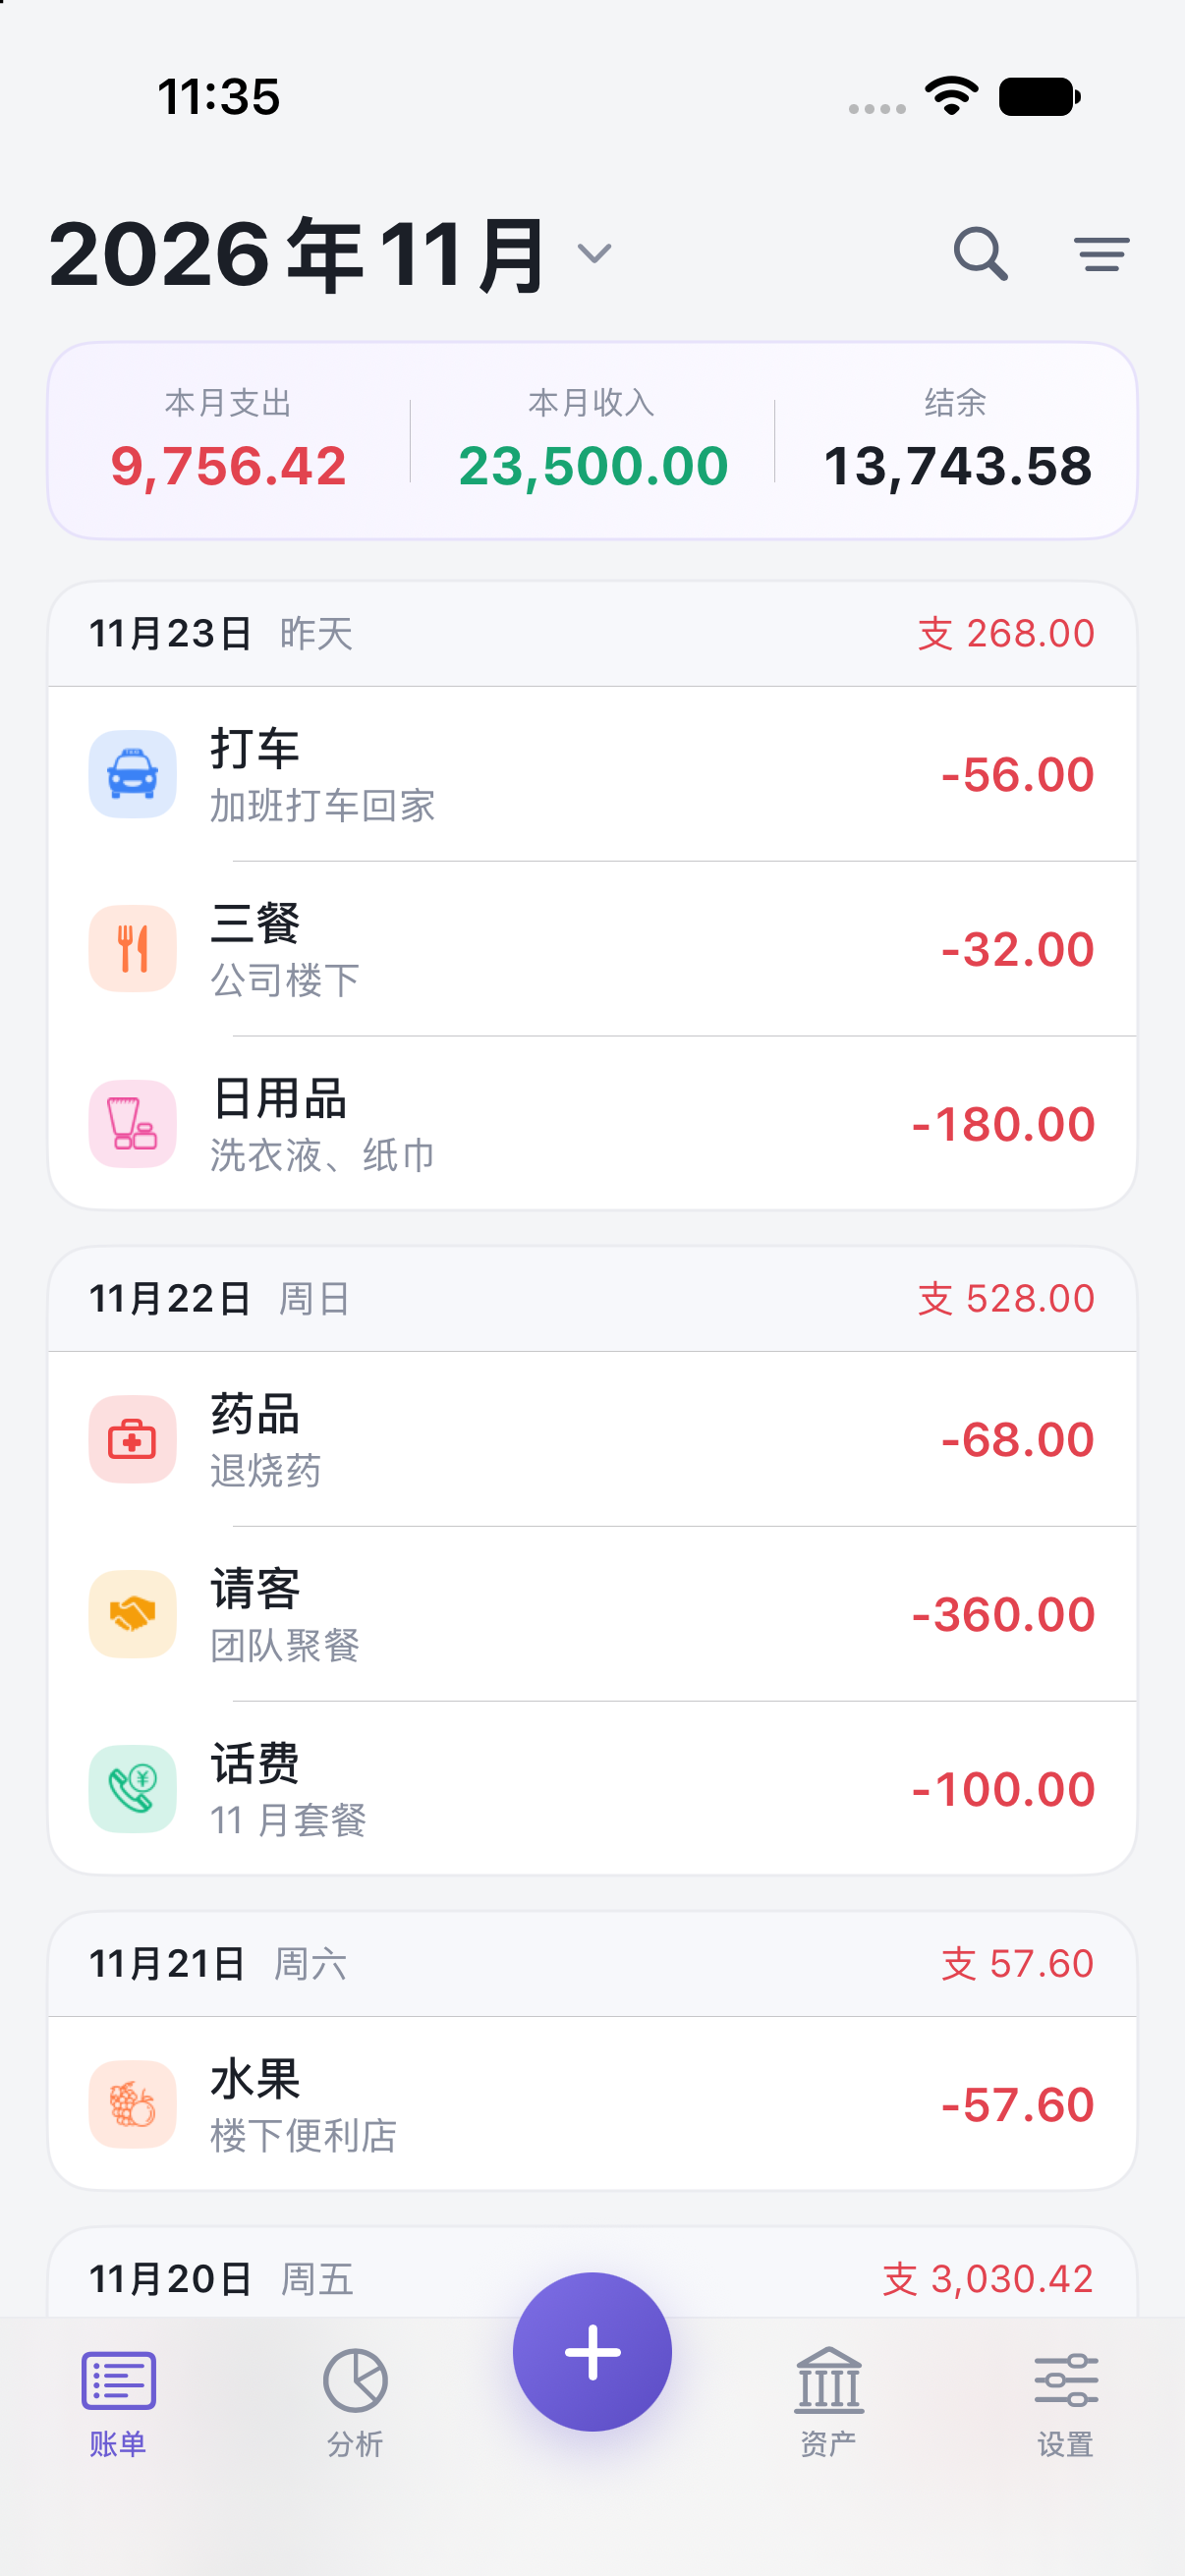 11:35
2026年11月
本月支出 本月收入 结余
9,756.42 23,500.00 13,743.58
11月23日 昨天 支 268.00
打车
加班打车回家
-56.00
三餐
公司楼下
-32.00
日用品
洗衣液、纸巾
-180.00
11月22日 周日 支 528.00
药品
退烧药
-68.00
请客
团队聚餐
-360.00
话费
11 月套餐
-100.00
11月21日 周六 支 57.60
水果
楼下便利店
-57.60
11月20日 周五 支 3,030.42
账单 分析 资产 设置